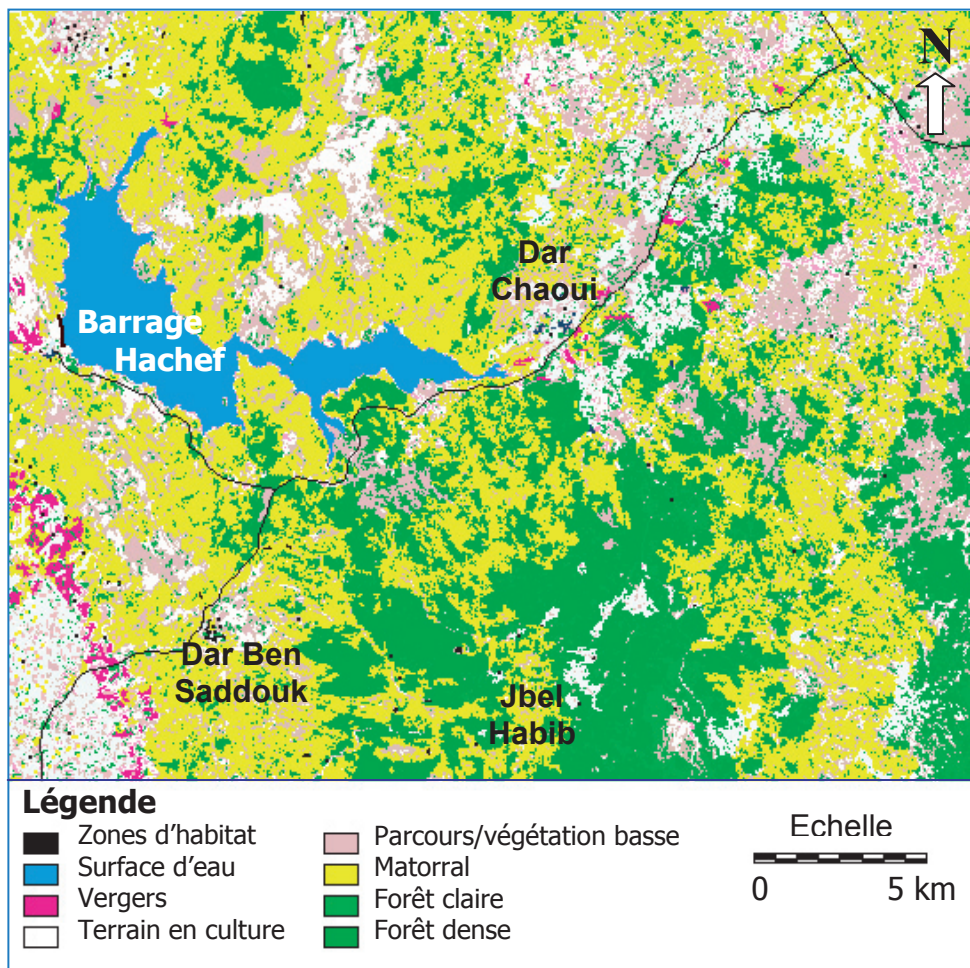 N
Dar
Chaoui
Barrage
Hachef
Dar Ben
Saddouk
Jbel
Habib
Légende
Zones d'habitat
Surface d'eau
Vergers
Terrain en culture
Parcours/végétation basse
Matorral
Forêt claire
Forêt dense
Echelle
0 5 km